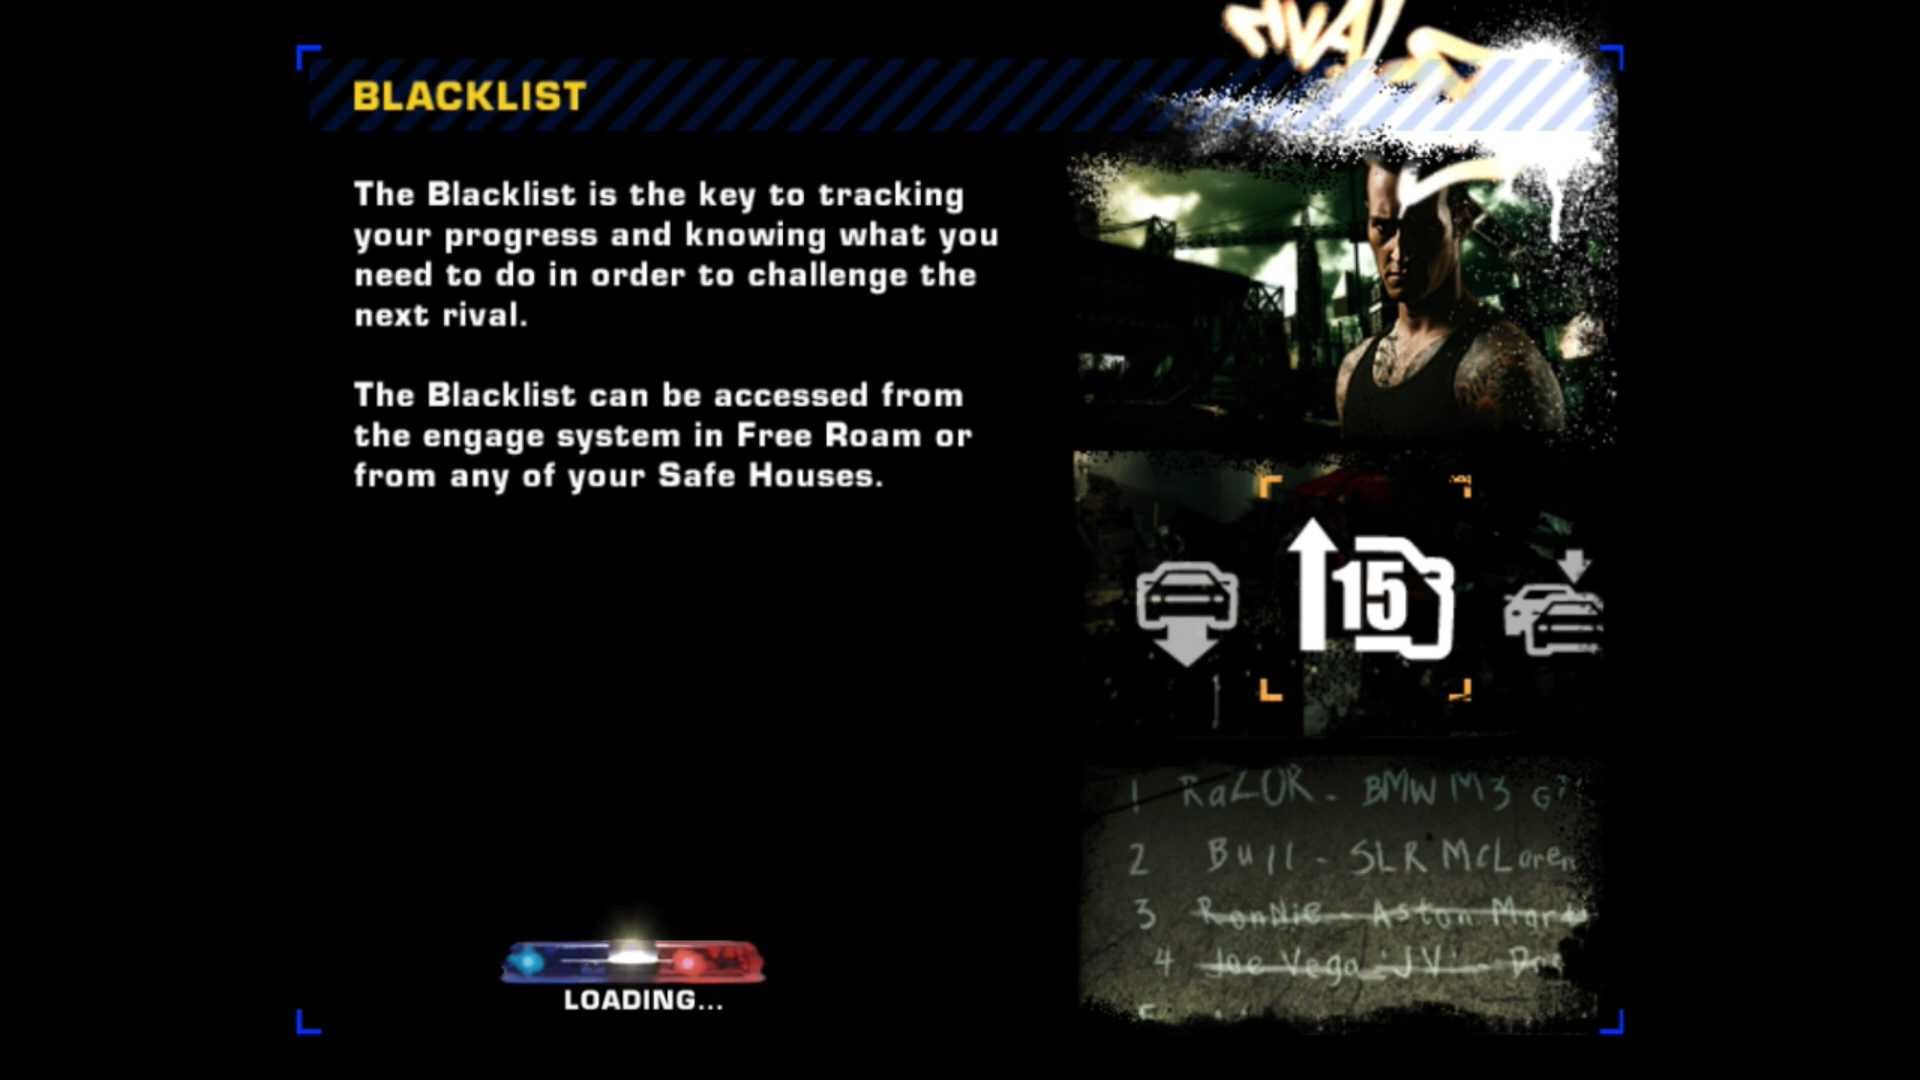 RIVAL
BLACKLIST
The Blacklist is the key to tracking
your progress and knowing what you
need to do in order to challenge the
next rival.
The Blacklist can be accessed from
the engage system in Free Roam or
from any of your Safe Houses.
15
1 RaZOR - BMW M3
2 Bull - SLR McLaren
3 RonNie - Aston
4 Joe Vega 'JV' -
LOADING...